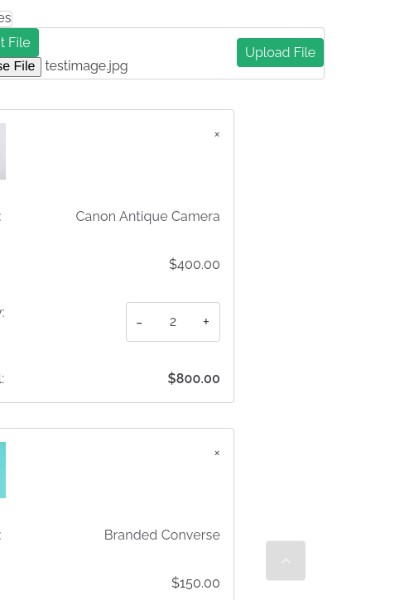 es
t File
se File testimage.jpg
Upload File
×
: Canon Antique Camera
$400.00
y:
- 2 +
l: $800.00
×
: Branded Converse
$150.00